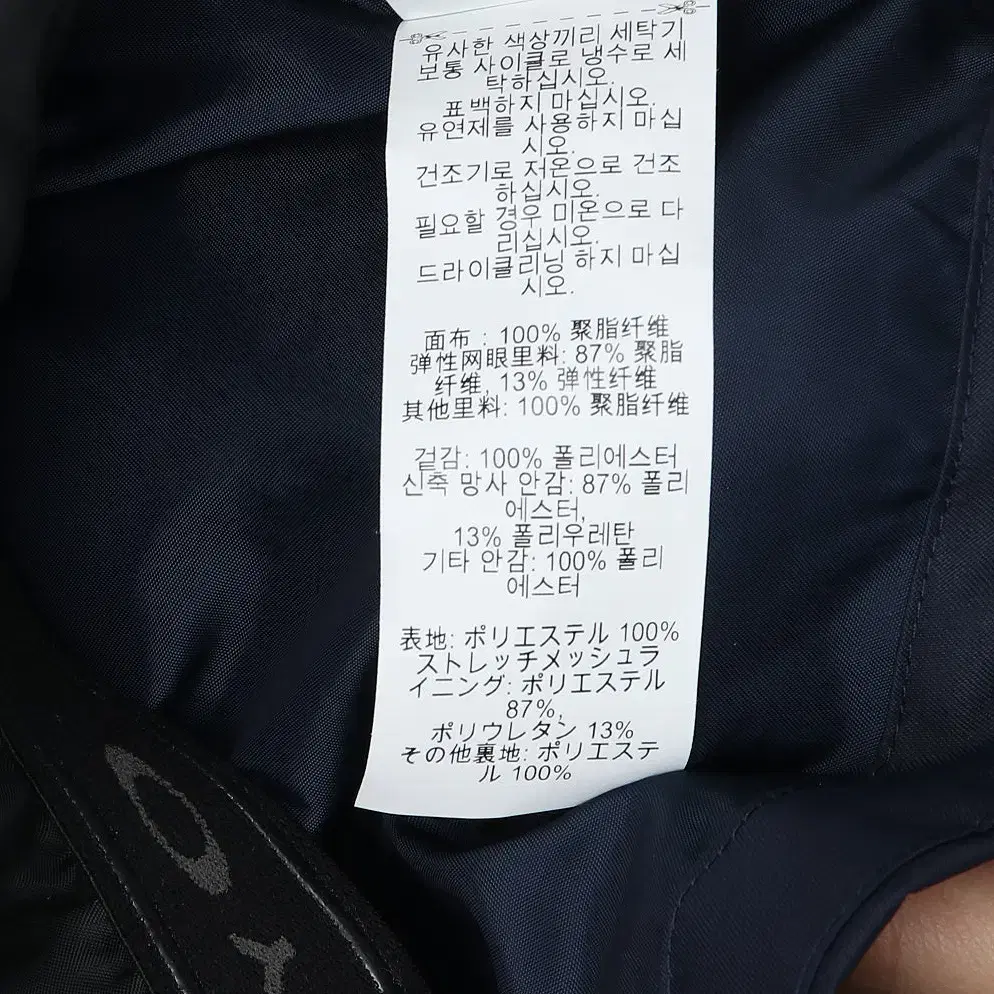 유사한 색상끼리 세탁기
보통 사이클로 냉수로 세
탁하십시오.
표백하지 마십시오.
유연제를 사용하지 마십
시오.
건조기로 저온으로 건조
하십시오.
필요할 경우 미온으로 다
리십시오.
드라이클리닝 하지 마십
시오.
面布 : 100% 聚脂纤维
弹性网眼里料: 87% 聚脂
纤维, 13% 弹性纤维
其他里料: 100% 聚脂纤维
겉감: 100% 폴리에스터
신축 망사 안감: 87% 폴리
에스터,
13% 폴리우레탄
기타 안감: 100% 폴리
에스터
表地: ポリエステル 100%
ストレッチメッシュラ
イニング: ポリエステル
87%,
ポリウレタン 13%
その他裏地: ポリエステ
ル 100%